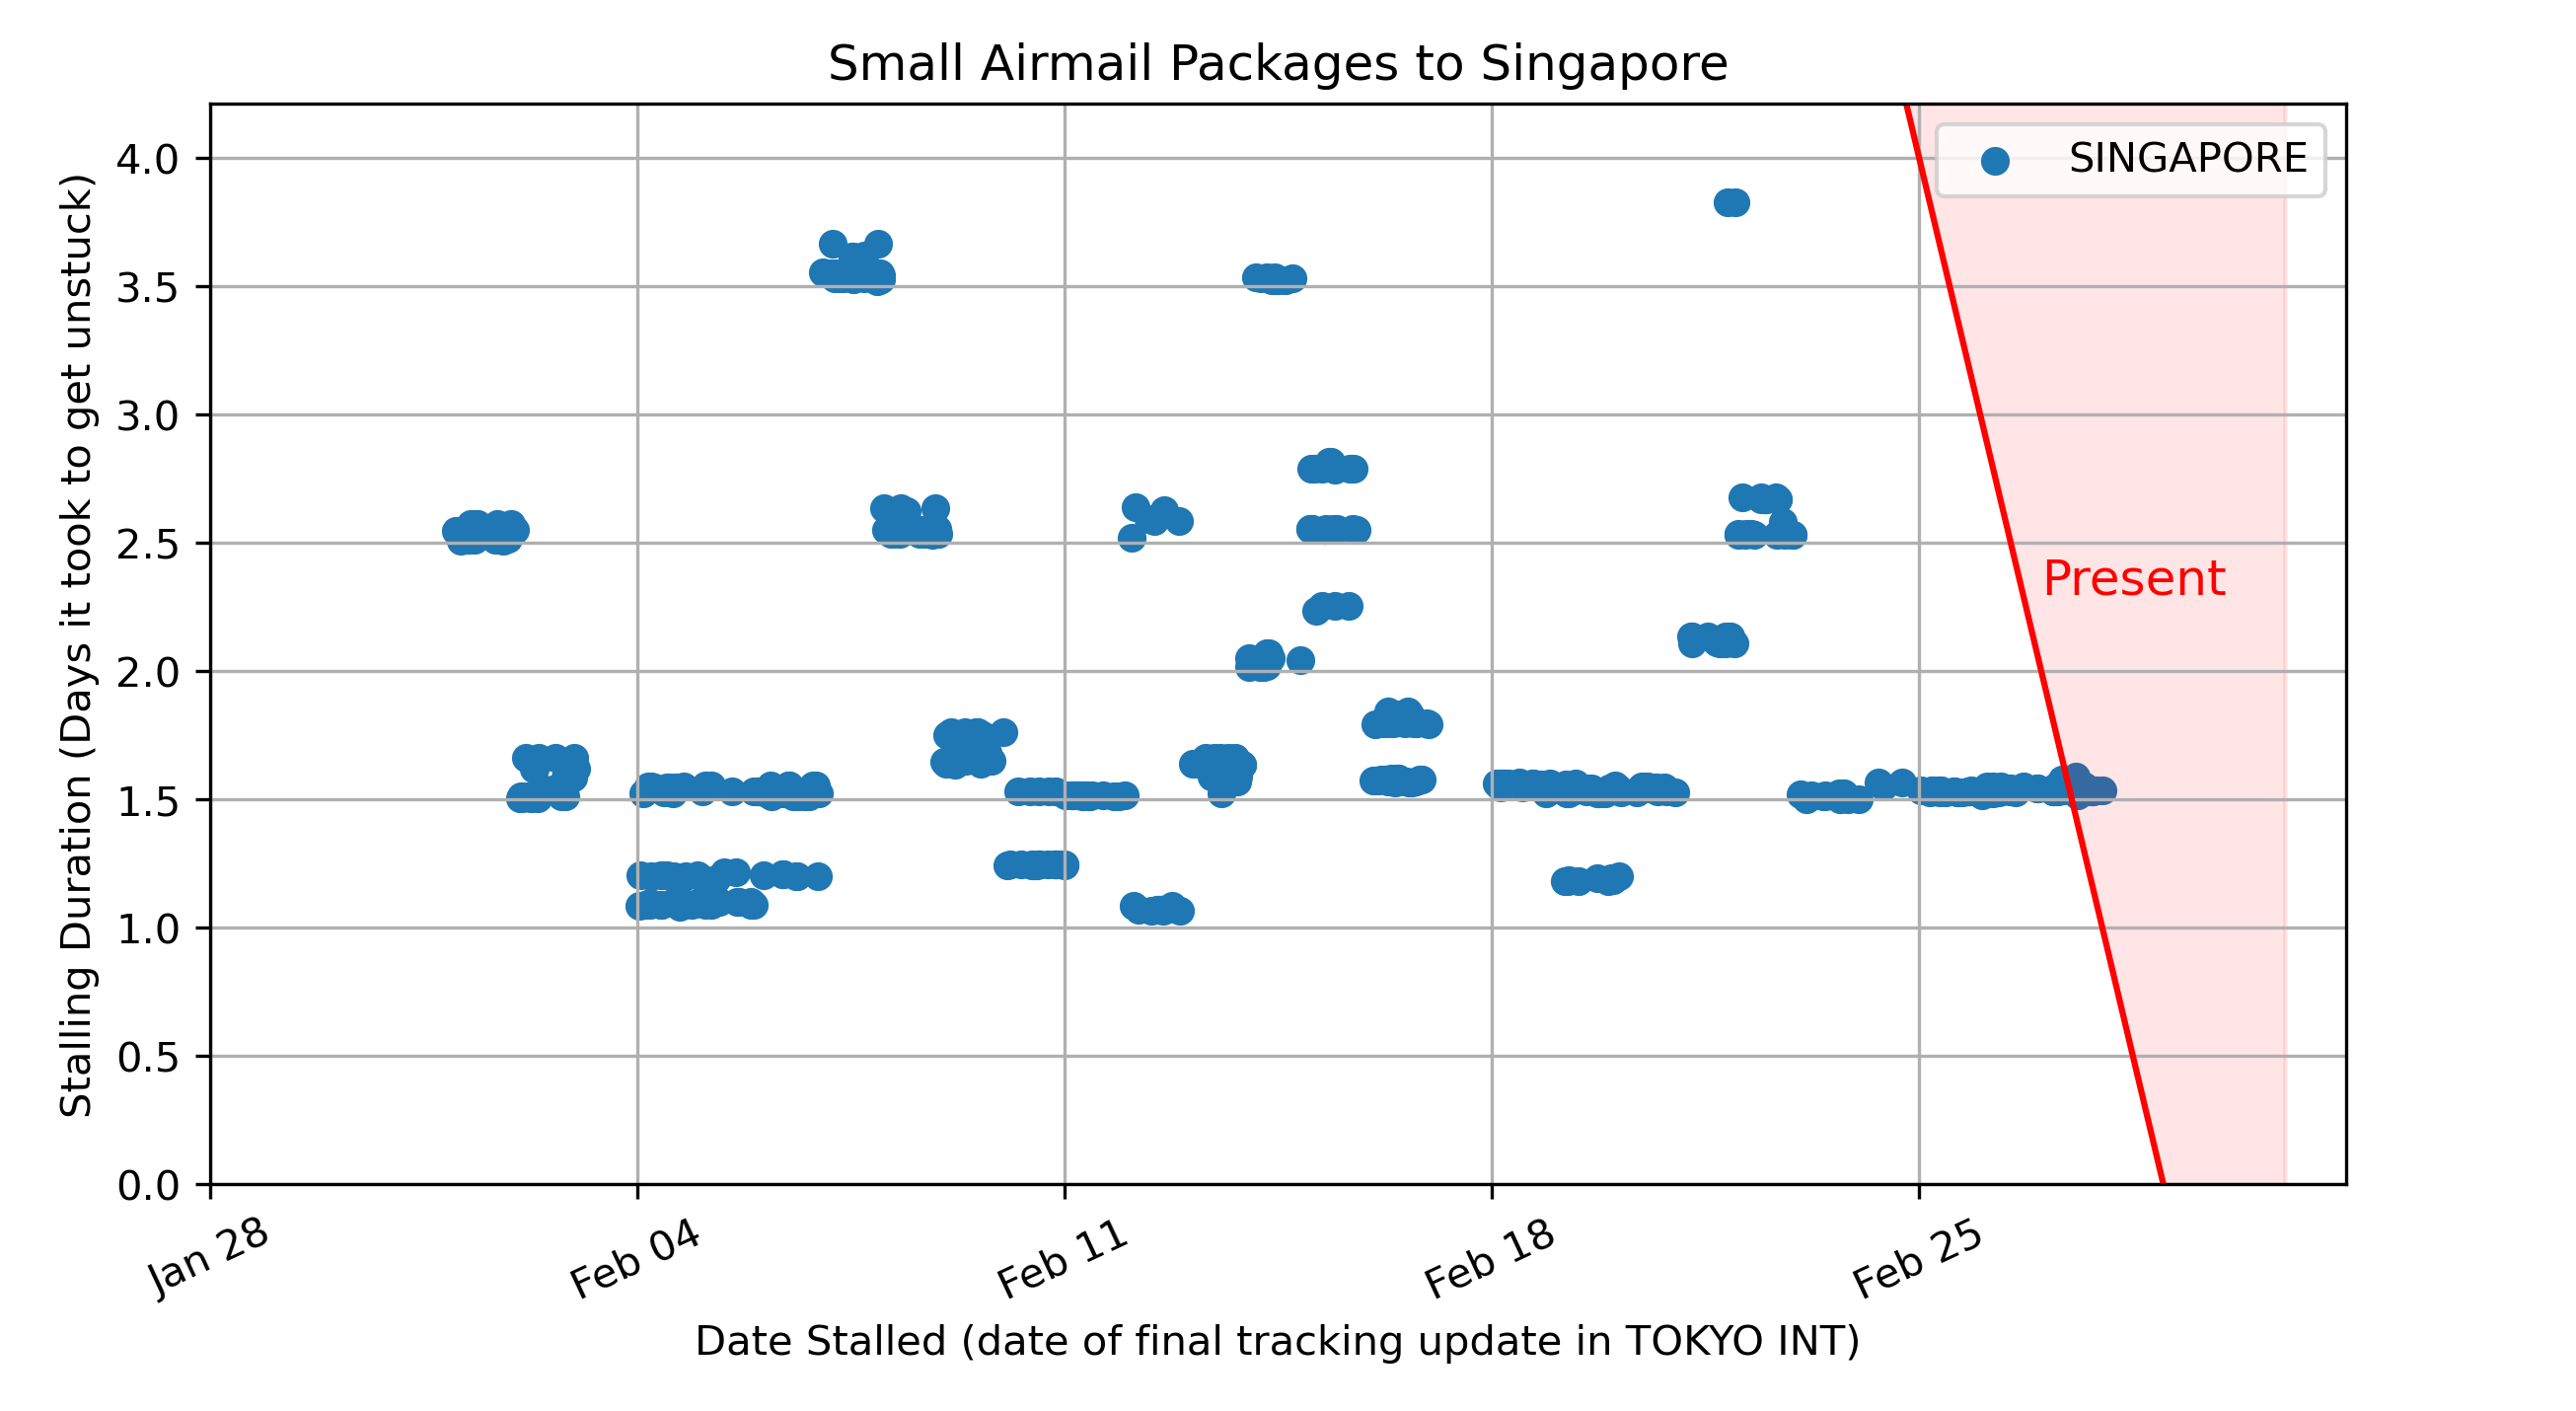 Small Airmail Packages to Singapore
SINGAPORE
Present
Stalling Duration (Days it took to get unstuck)
4.0
3.5
3.0
2.5
2.0
1.5
1.0
0.5
0.0
Jan 28
Feb 04
Feb 11
Feb 18
Feb 25
Date Stalled (date of final tracking update in TOKYO INT)